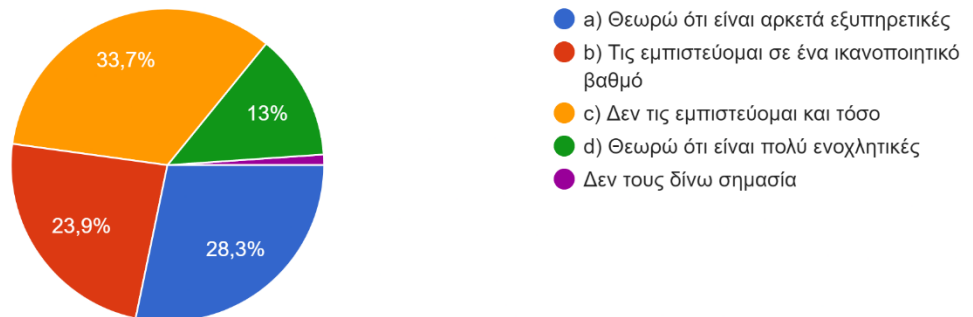 33,7%
13%
23,9%
28,3%
a) Θεωρώ ότι είναι αρκετά εξυπηρετικές
b) Τις εμπιστεύομαι σε ένα ικανοποιητικό
βαθμό
c) Δεν τις εμπιστεύομαι και τόσο
d) Θεωρώ ότι είναι πολύ ενοχλητικές
Δεν τους δίνω σημασία